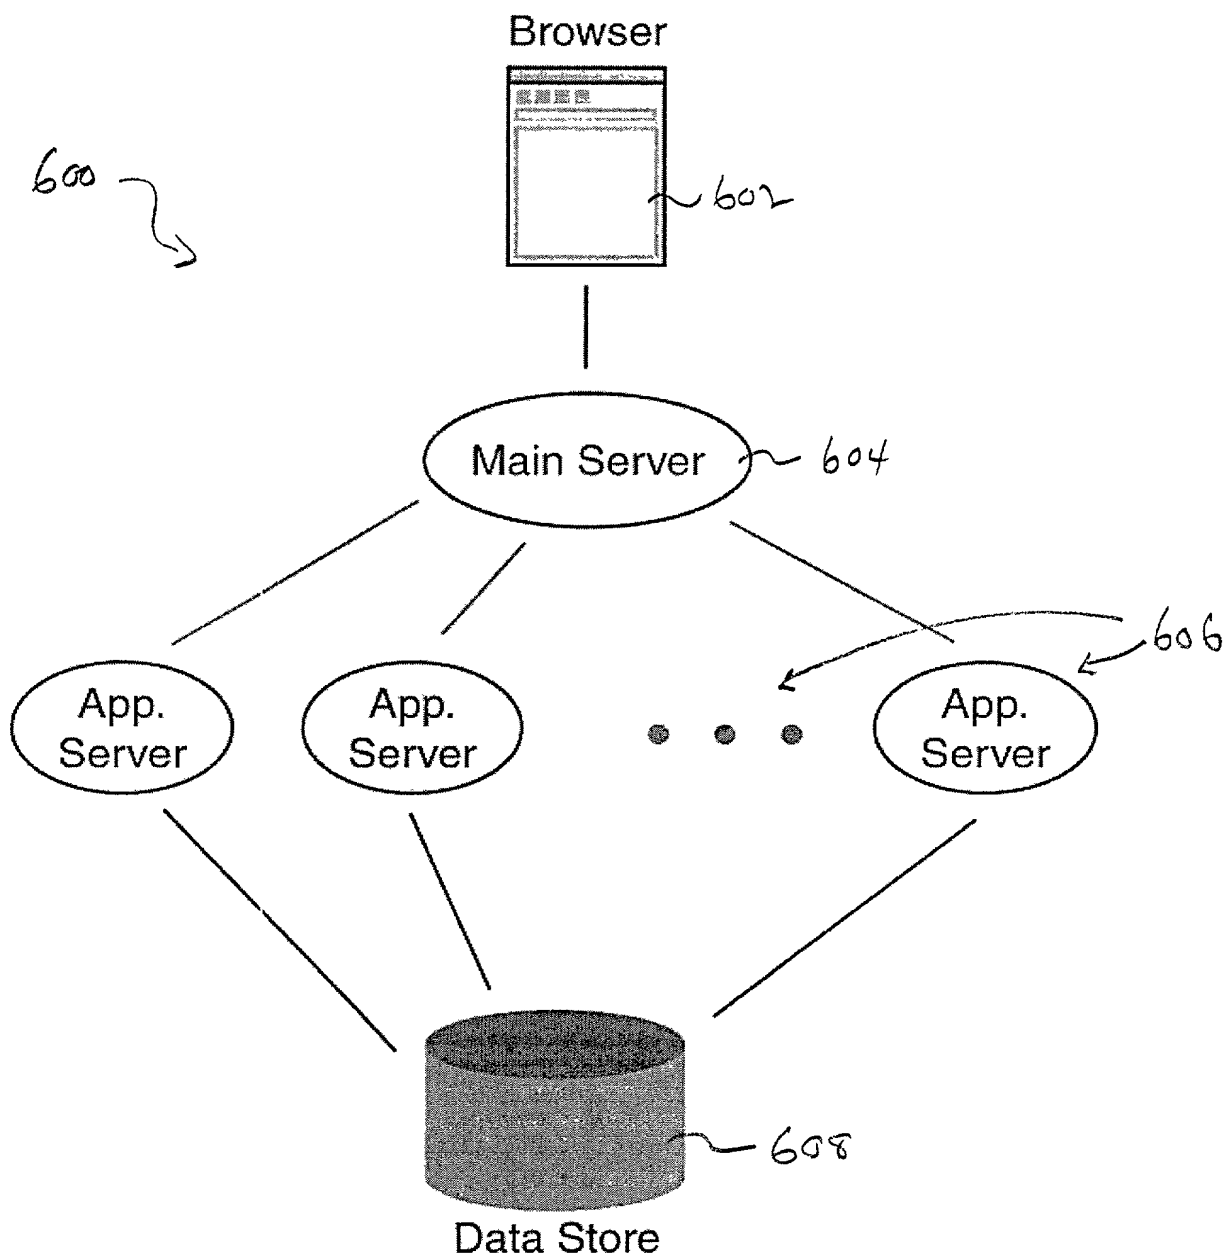 Browser
600
602
Main Server
604
606
App.
Server
App.
Server
App.
Server
608
Data Store